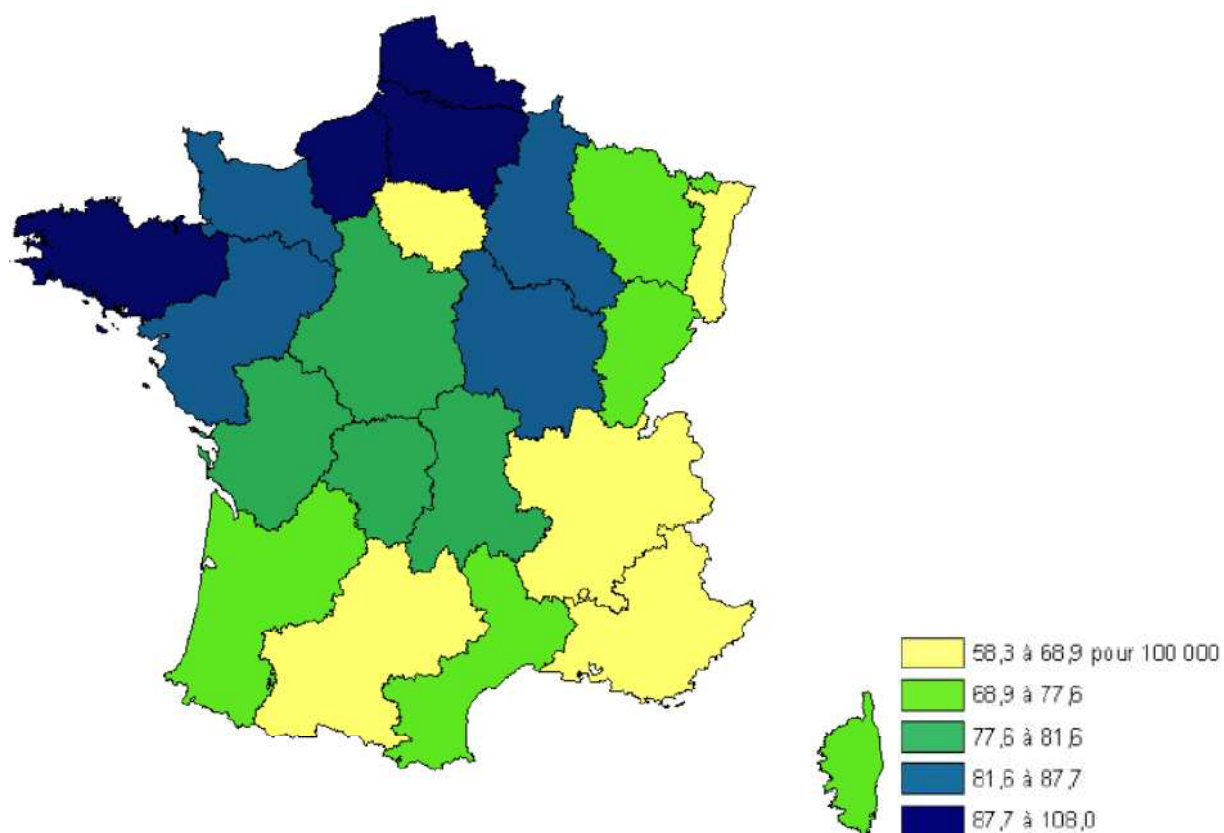 58,3 à 68,9 pour 100 000
68,9 à 77,6
77,6 à 81,6
81,6 à 87,7
87,7 à 108,0